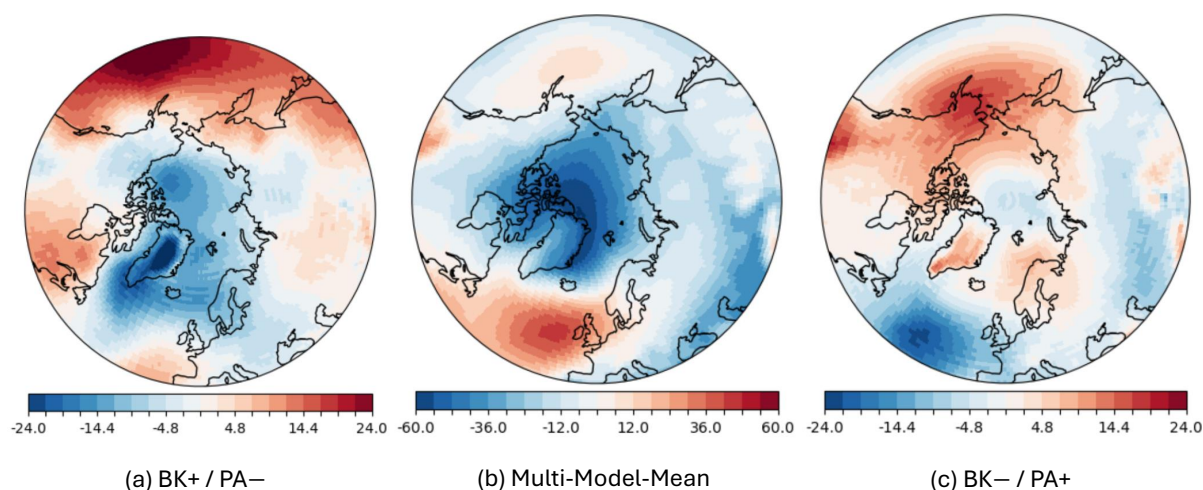 -24.0 -14.4 -4.8 4.8 14.4 24.0
-60.0 -36.0 -12.0 12.0 36.0 60.0
-24.0 -14.4 -4.8 4.8 14.4 24.0
(a) BK+ / PA−
(b) Multi-Model-Mean
(c) BK− / PA+